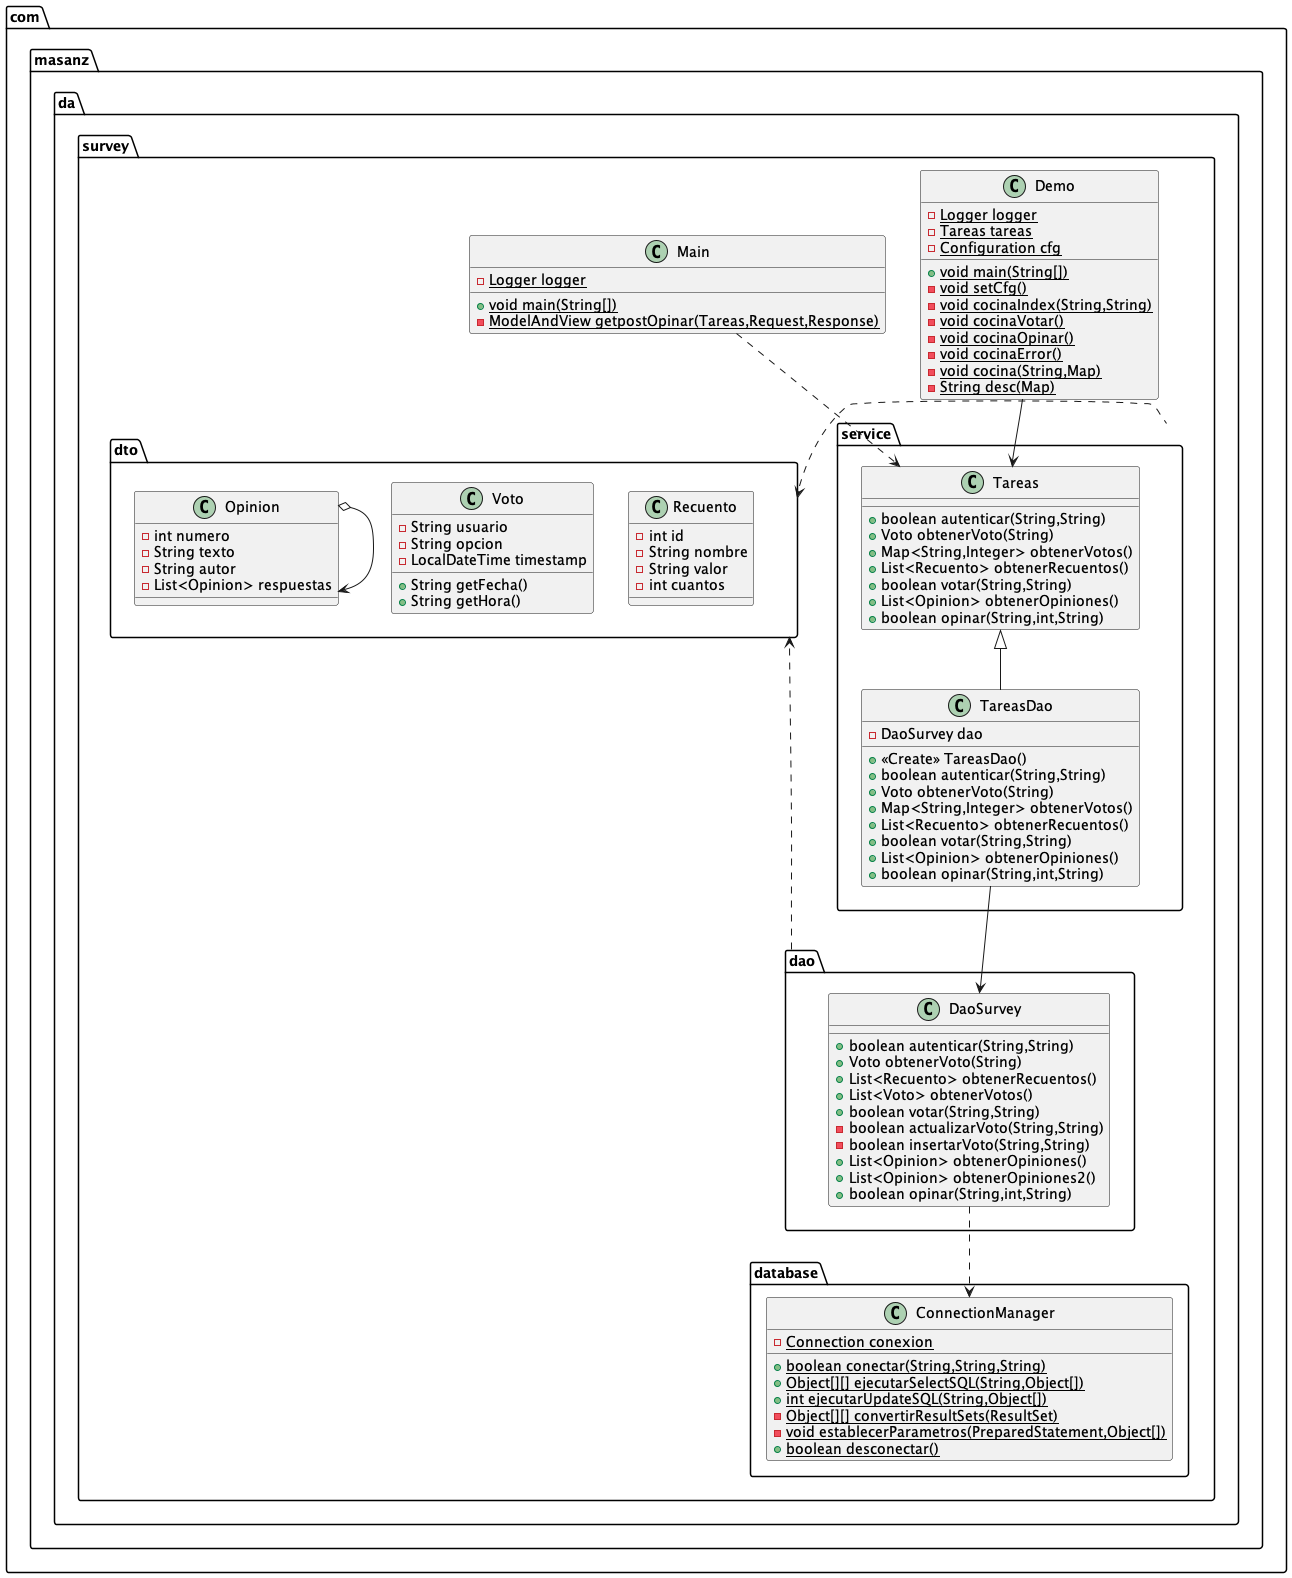 com
masanz
da
survey
Demo
Logger logger
Tareas tareas
Configuration cfg
void main(String[])
void setCfg()
void cocinaIndex(String,String)
void cocinaVotar()
void cocinaOpinar()
void cocinaError()
void cocina(String,Map)
String desc(Map)
Main
Logger logger
void main(String[])
ModelAndView getpostOpinar(Tareas,Request,Response)
dto
Opinion
int numero
String texto
String autor
List<Opinion> respuestas
Voto
String usuario
String opcion
LocalDateTime timestamp
String getFecha()
String getHora()
Recuento
int id
String nombre
String valor
int cuantos
service
Tareas
boolean autenticar(String,String)
Voto obtenerVoto(String)
Map<String,Integer> obtenerVotos()
List<Recuento> obtenerRecuentos()
boolean votar(String,String)
List<Opinion> obtenerOpiniones()
boolean opinar(String,int,String)
TareasDao
DaoSurvey dao
«Create» TareasDao()
boolean autenticar(String,String)
Voto obtenerVoto(String)
Map<String,Integer> obtenerVotos()
List<Recuento> obtenerRecuentos()
boolean votar(String,String)
List<Opinion> obtenerOpiniones()
boolean opinar(String,int,String)
dao
DaoSurvey
boolean autenticar(String,String)
Voto obtenerVoto(String)
List<Recuento> obtenerRecuentos()
List<Voto> obtenerVotos()
boolean votar(String,String)
boolean actualizarVoto(String,String)
boolean insertarVoto(String,String)
List<Opinion> obtenerOpiniones()
List<Opinion> obtenerOpiniones2()
boolean opinar(String,int,String)
database
ConnectionManager
Connection conexion
boolean conectar(String,String,String)
Object[][] ejecutarSelectSQL(String,Object[])
int ejecutarUpdateSQL(String,Object[])
Object[][] convertirResultSets(ResultSet)
void establecerParametros(PreparedStatement,Object[])
boolean desconectar()